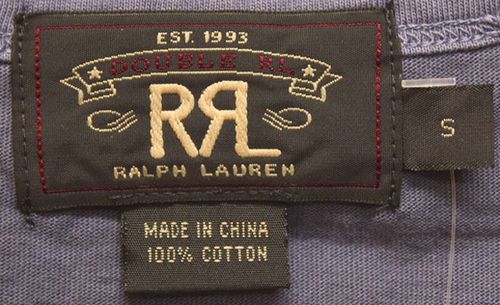 EST. 1993
DOUBLE RL
RRL
RALPH LAUREN
S
MADE IN CHINA
100% COTTON